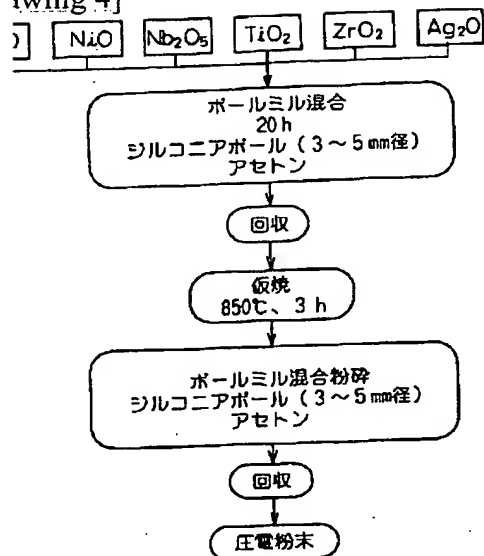 wing 4]
O NiO Nb₂O₅ TiO₂ ZrO₂ Ag₂O
ボールミル混合
20h
ジルコニアボール（3～5mm径）
アセトン
回収
仮焼
850℃、3h
ボールミル混合粉砕
ジルコニアボール（3～5mm径）
アセトン
回収
圧電粉末